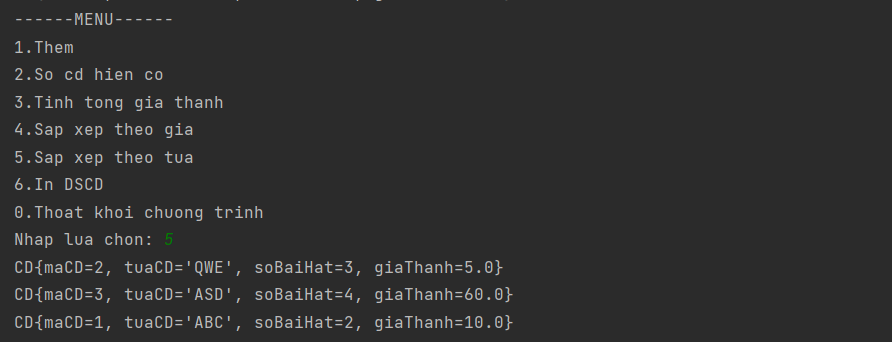 ------MENU------
1.Them
2.So cd hien co
3.Tinh tong gia thanh
4.Sap xep theo gia
5.Sap xep theo tua
6.In DSCD
0.Thoat khoi chuong trinh
Nhap lua chon: 5
CD{maCD=2, tuaCD='QWE', soBaiHat=3, giaThanh=5.0}
CD{maCD=3, tuaCD='ASD', soBaiHat=4, giaThanh=60.0}
CD{maCD=1, tuaCD='ABC', soBaiHat=2, giaThanh=10.0}